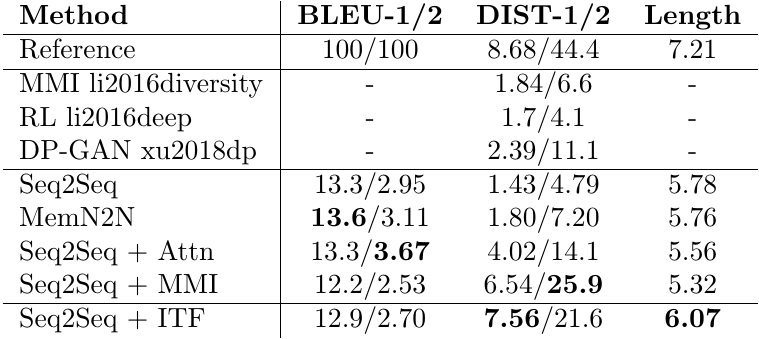 Method BLEU-1/2 DIST-1/2 Length
Reference 100/100 8.68/44.4 7.21
MMI li2016diversity - 1.84/6.6 -
RL li2016deep - 1.7/4.1 -
DP-GAN xu2018dp - 2.39/11.1 -
Seq2Seq 13.3/2.95 1.43/4.79 5.78
MemN2N 13.6/3.11 1.80/7.20 5.76
Seq2Seq + Attn 13.3/3.67 4.02/14.1 5.56
Seq2Seq + MMI 12.2/2.53 6.54/25.9 5.32
Seq2Seq + ITF 12.9/2.70 7.56/21.6 6.07